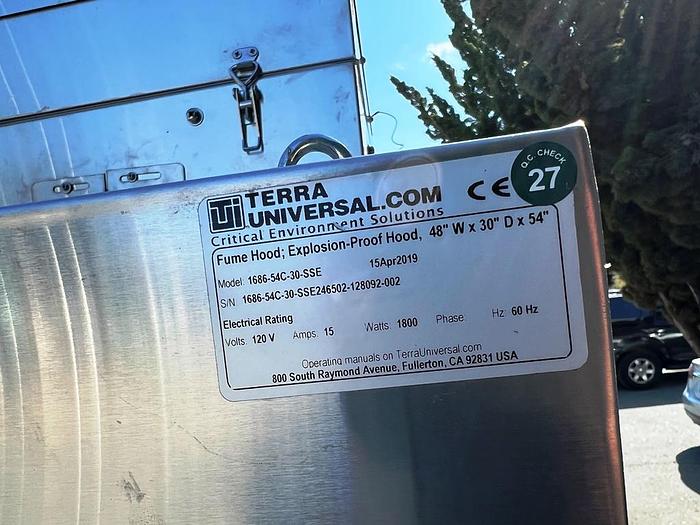 Q.C. CHECK
27
CE
TUi
TERRA
UNIVERSAL.COM
Critical Environment Solutions
Fume Hood; Explosion-Proof Hood, 48" W x 30" D x 54"
Model: 1686-54C-30-SSE 15Apr2019
S/N 1686-54C-30-SSE246502-128092-002
Electrical Rating
Volts. 120 V Amps. 15 Watts. 1800 Phase Hz: 60 Hz
Operating manuals on TerraUniversal.com
800 South Raymond Avenue, Fullerton, CA 92831 USA